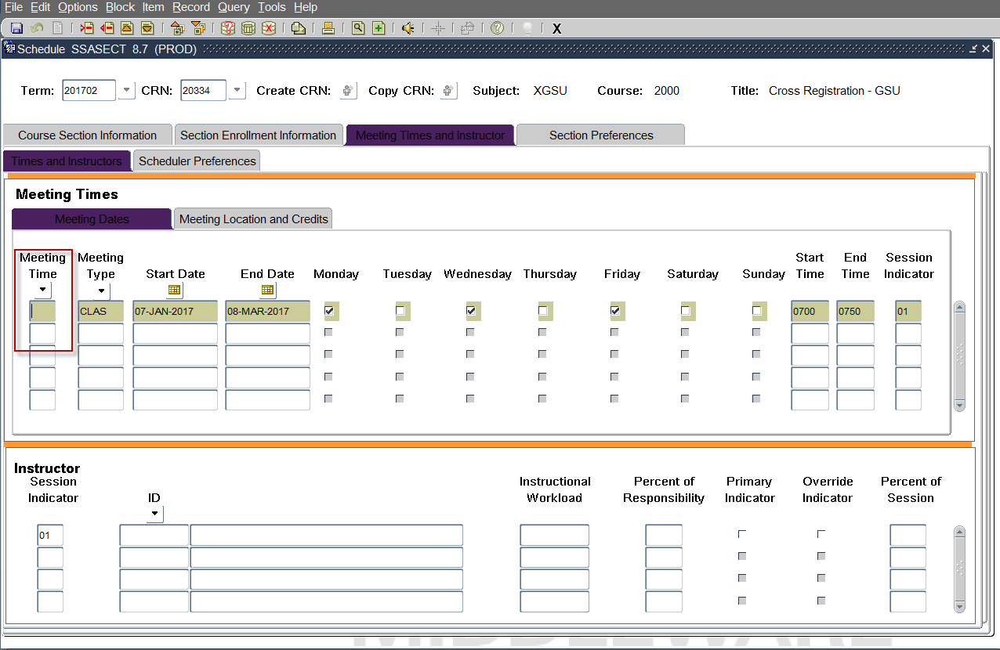 File Edit Options Block Item Record Query Tools Help
X
Schedule SSASECT 8.7 (PROD)
Term: 201702 CRN: 20334 Create CRN: Copy CRN: Subject: XGSU Course: 2000 Title: Cross Registration - GSU
Course Section Information Section Enrollment Information Meeting Times and Instructor Section Preferences
Times and Instructors Scheduler Preferences
Meeting Times
Meeting Dates Meeting Location and Credits
Meeting Meeting Start End Session
Time Type Start Date End Date Monday Tuesday Wednesday Thursday Friday Saturday Sunday Time Time Indicator
CLAS 07-JAN-2017 08-MAR-2017 0700 0750 01
Instructor
Session Instructional Percent of Primary Override Percent of
Indicator ID Workload Responsibility Indicator Indicator Session
01
MIDDLEWARE